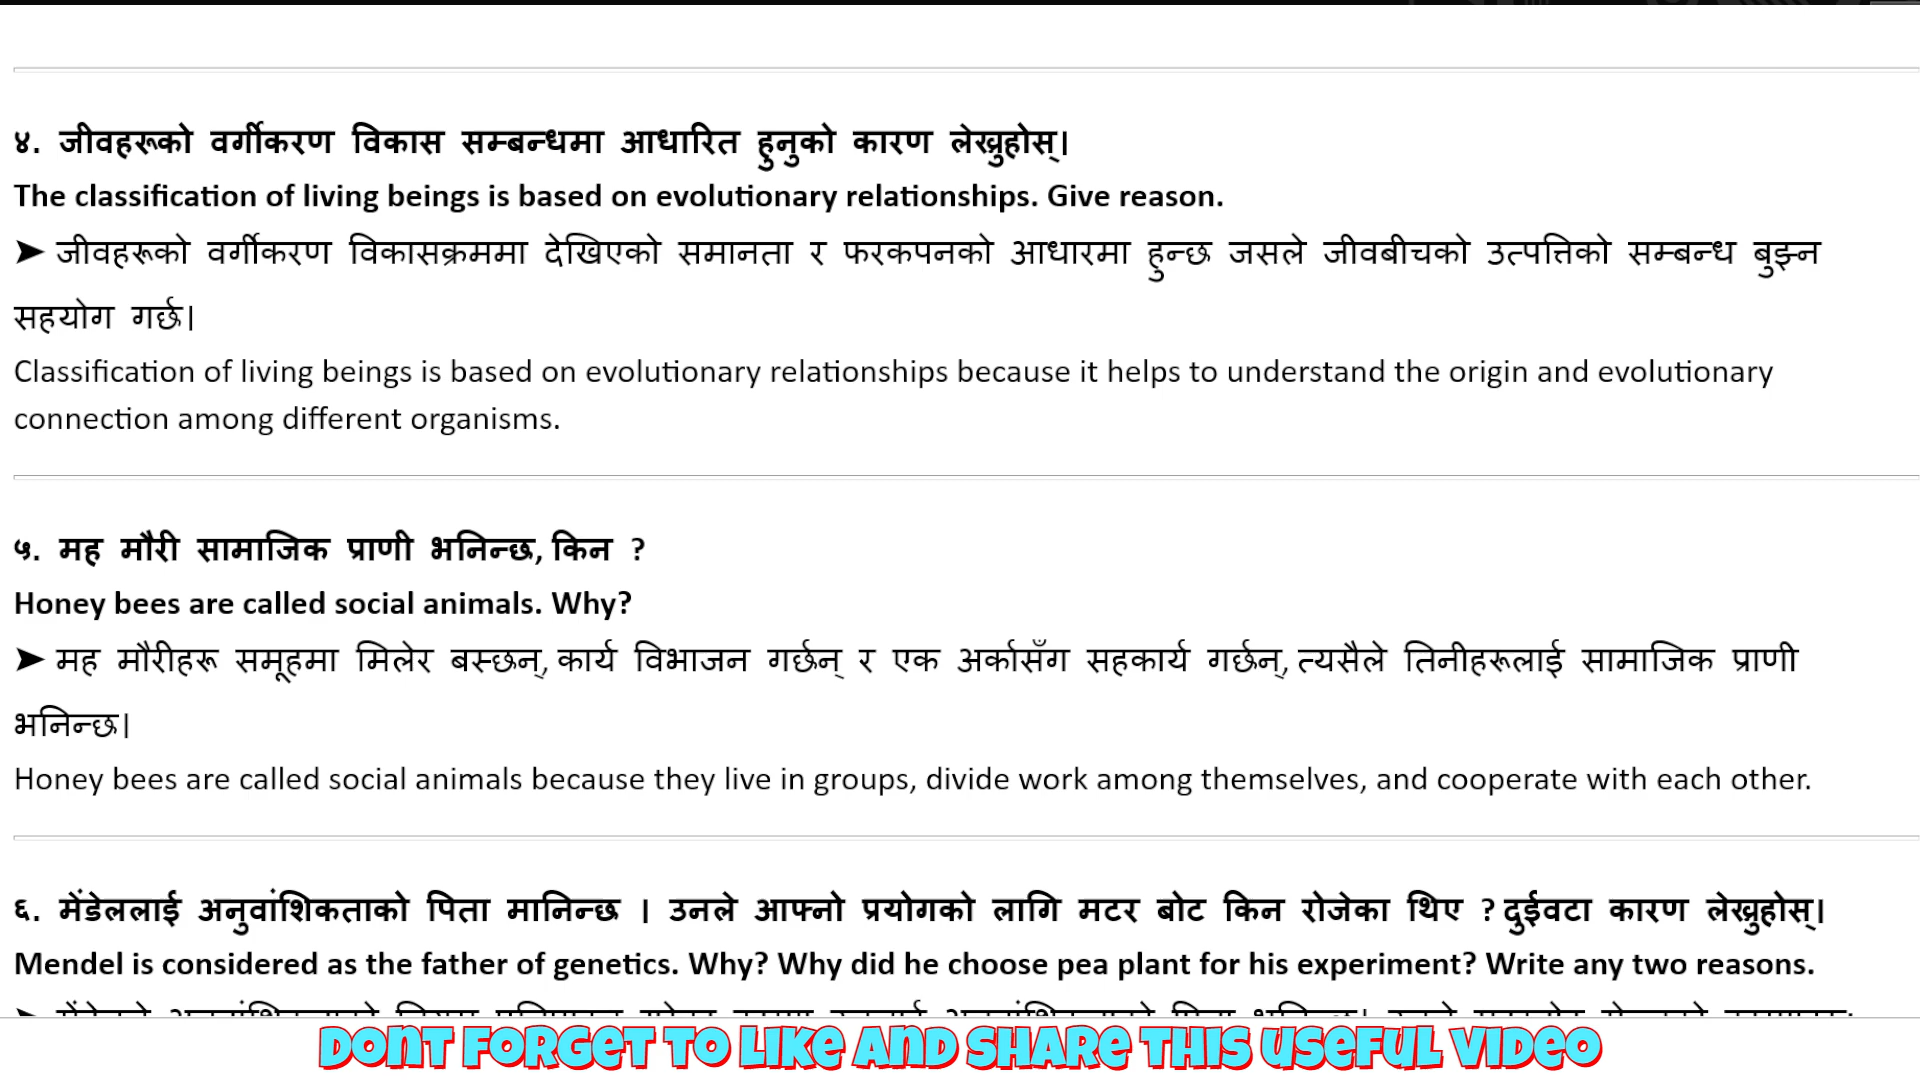 ४. जीवहरूको वर्गीकरण विकास सम्बन्धमा आधारित हुनुको कारण लेख्नुहोस्।
The classification of living beings is based on evolutionary relationships. Give reason.
➤ जीवहरूको वर्गीकरण विकासक्रममा देखिएको समानता र फरकपनको आधारमा हुन्छ जसले जीवबीचको उत्पत्तिको सम्बन्ध बुझ्न
सहयोग गर्छ।
Classification of living beings is based on evolutionary relationships because it helps to understand the origin and evolutionary
connection among different organisms.
५. मह मौरी सामाजिक प्राणी भनिन्छ, किन ?
Honey bees are called social animals. Why?
➤ मह मौरीहरू समूहमा मिलेर बस्छन्, कार्य विभाजन गर्छन् र एक अर्कासँग सहकार्य गर्छन्, त्यसैले तिनीहरूलाई सामाजिक प्राणी
भनिन्छ।
Honey bees are called social animals because they live in groups, divide work among themselves, and cooperate with each other.
६. मेंडेललाई अनुवांशिकताको पिता मानिन्छ । उनले आफ्नो प्रयोगको लागि मटर बोट किन रोजेका थिए ? दुईवटा कारण लेख्नुहोस्।
Mendel is considered as the father of genetics. Why? Why did he choose pea plant for his experiment? Write any two reasons.
DONT FORGET TO LIKE AND SHARE THIS USEFUL VIDEO